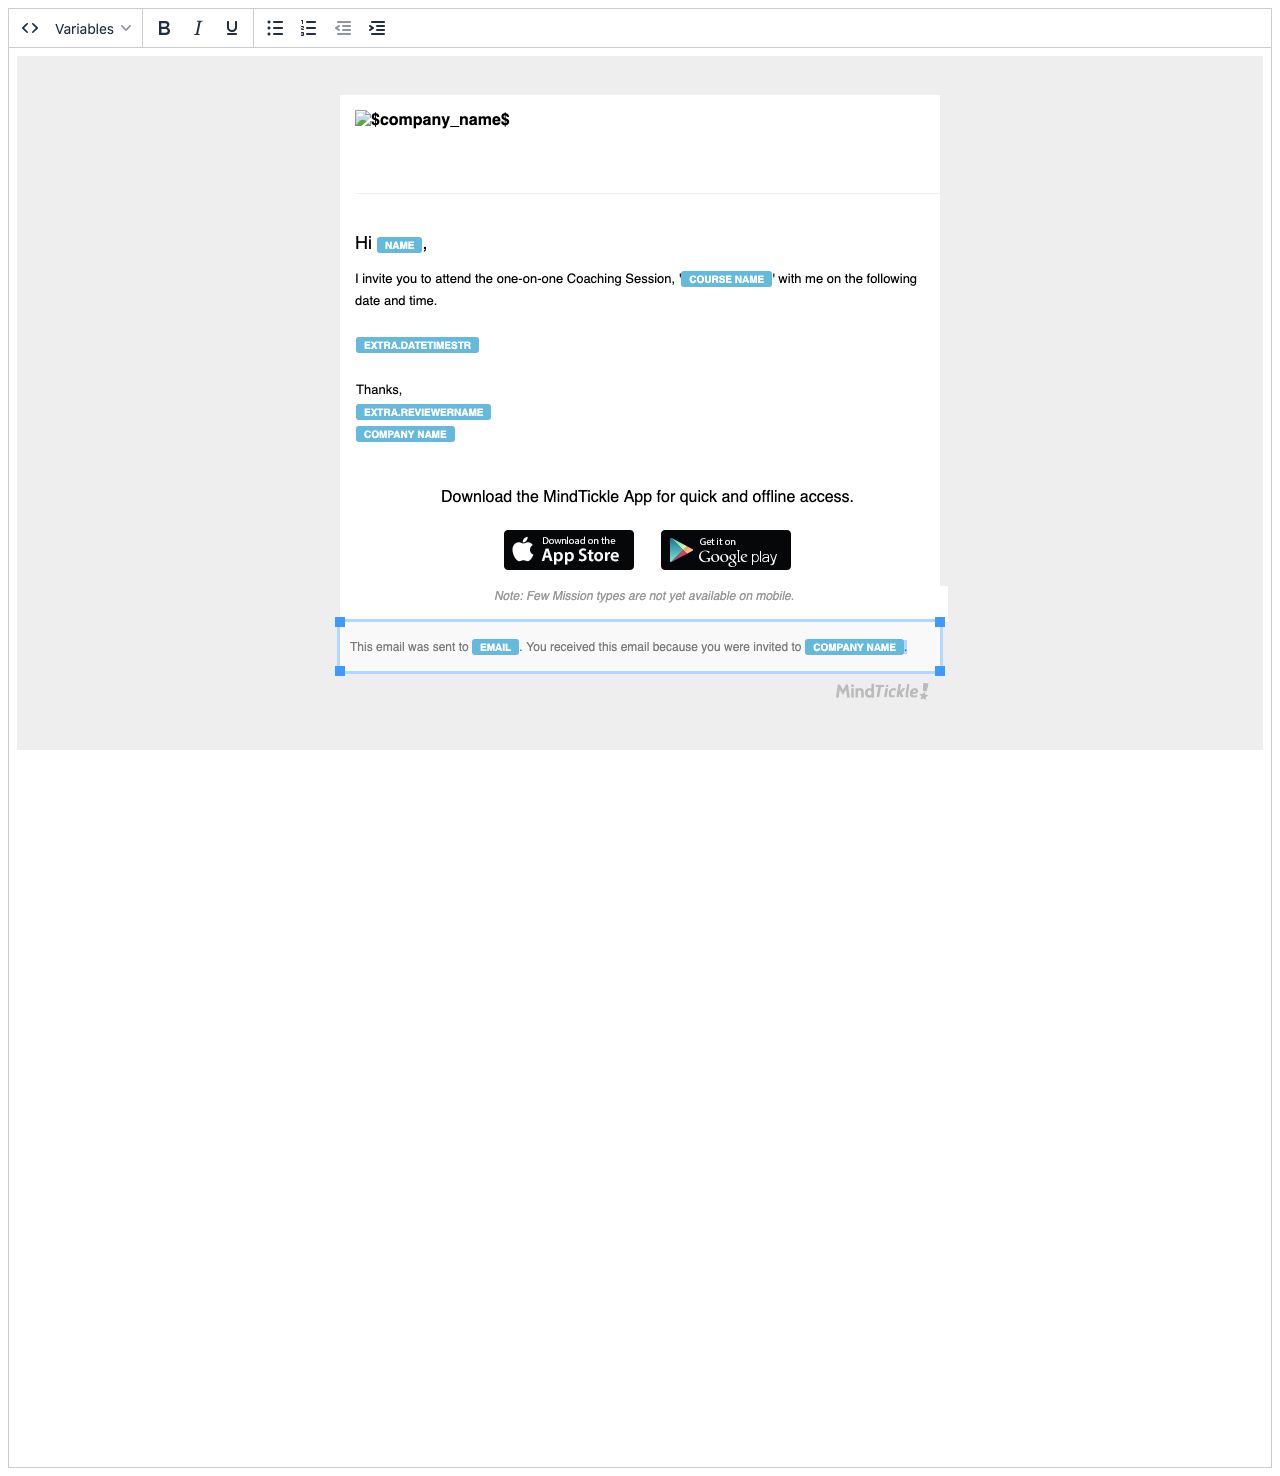 Variables
$company_name$
Hi NAME ,
I invite you to attend the one-on-one Coaching Session, 'COURSE NAME' with me on the following
date and time.
EXTRA.DATETIMESTR
Thanks,
EXTRA.REVIEWERNAME
COMPANY NAME
Download the MindTickle App for quick and offline access.
Download on the App Store
Get it on Google play
Note: Few Mission types are not yet available on mobile.
This email was sent to EMAIL. You received this email because you were invited to COMPANY NAME.
MindTickle!